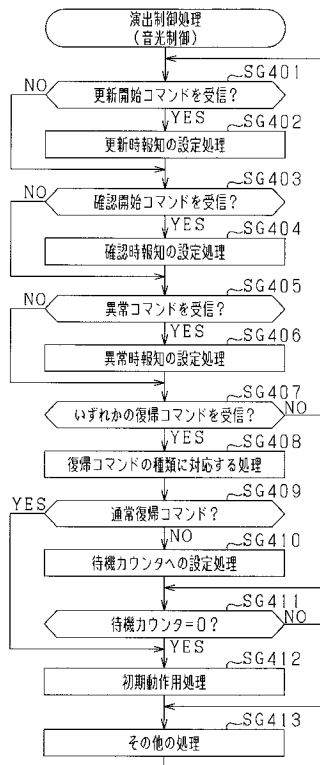 演出制御処理
(音光制御)
SG401
NO
更新開始コマンドを受信?
YES
SG402
更新時報知の設定処理
SG403
NO
確認開始コマンドを受信?
YES
SG404
確認時報知の設定処理
SG405
NO
異常コマンドを受信?
YES
SG406
異常時報知の設定処理
SG407
いずれかの復帰コマンドを受信?
NO
YES
SG408
復帰コマンドの種類に対応する処理
SG409
YES
通常復帰コマンド?
NO
SG410
待機カウンタへの設定処理
SG411
待機カウンタ=0?
NO
YES
SG412
初期動作用処理
SG413
その他の処理